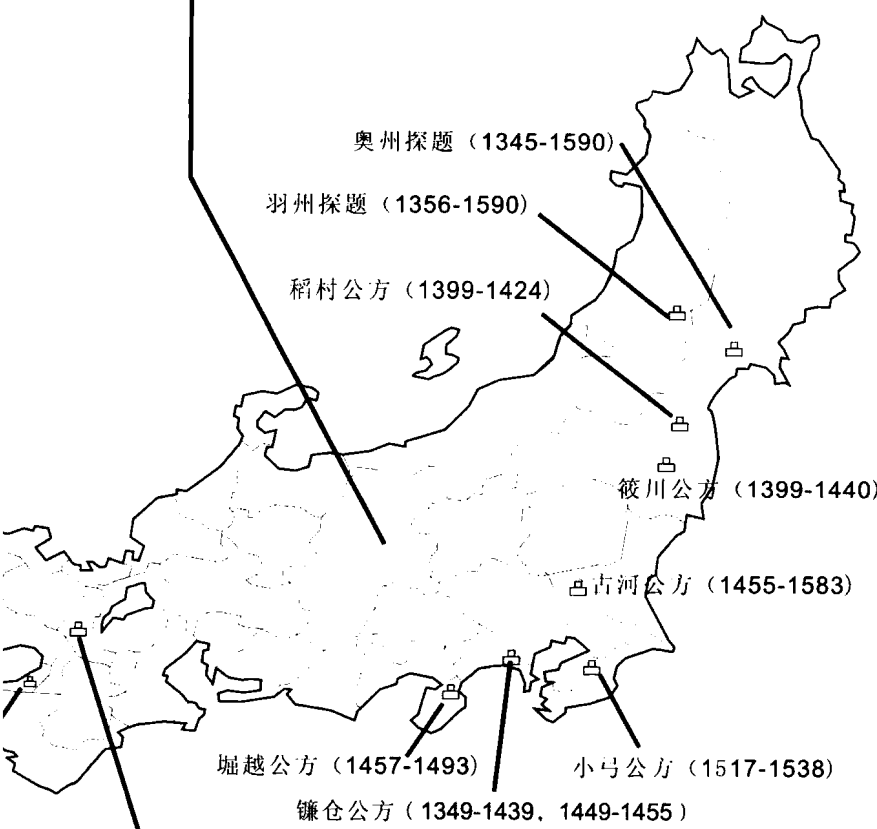 奥州探题（1345-1590）
羽州探题（1356-1590）
稻村公方（1399-1424）
筱川公方（1399-1440）
古河公方（1455-1583）
堀越公方（1457-1493）
小弓公方（1517-1538）
镰仓公方（1349-1439，1449-1455）